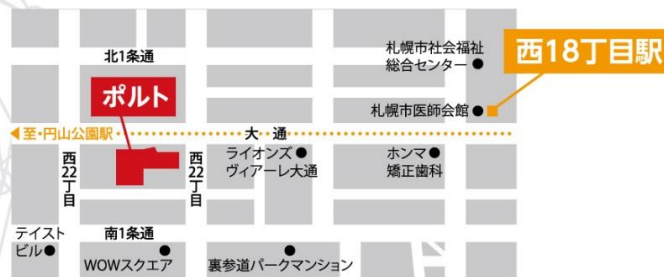 北1条通
札幌市社会福祉
総合センター
西18丁目駅
ポルト
札幌市医師会館
至・円山公園駅
大通
西22丁目
西22丁目
ライオンズ
ヴィアーレ大通
ホンマ
矯正歯科
テイスト
ビル
南1条通
WOWスクエア
裏参道パークマンション